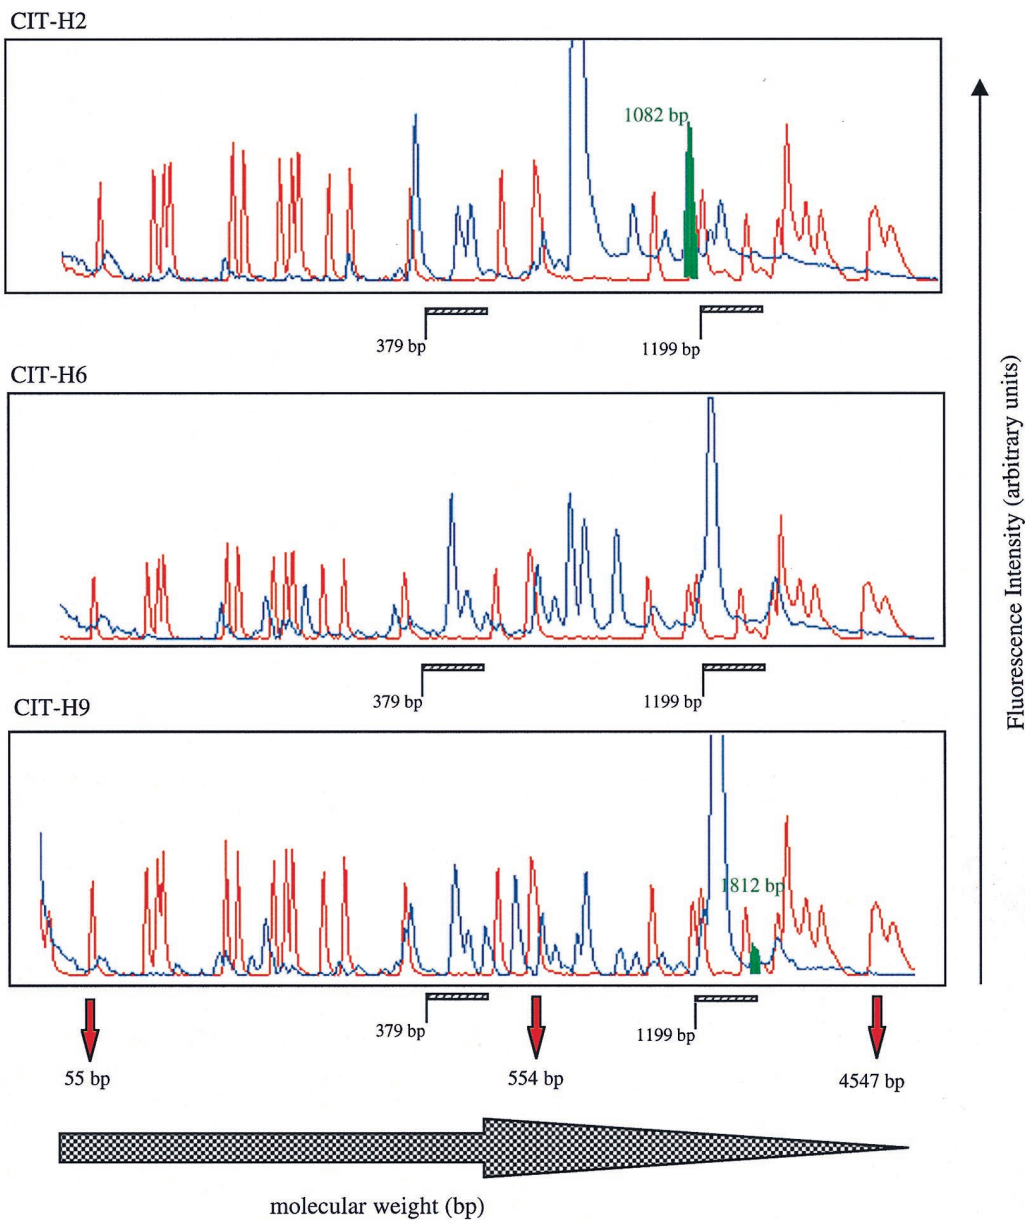 CIT-H2
1082 bp
379 bp
1199 bp
CIT-H6
379 bp
1199 bp
CIT-H9
1812 bp
379 bp
1199 bp
55 bp
554 bp
4547 bp
molecular weight (bp)
Fluorescence Intensity (arbitrary units)